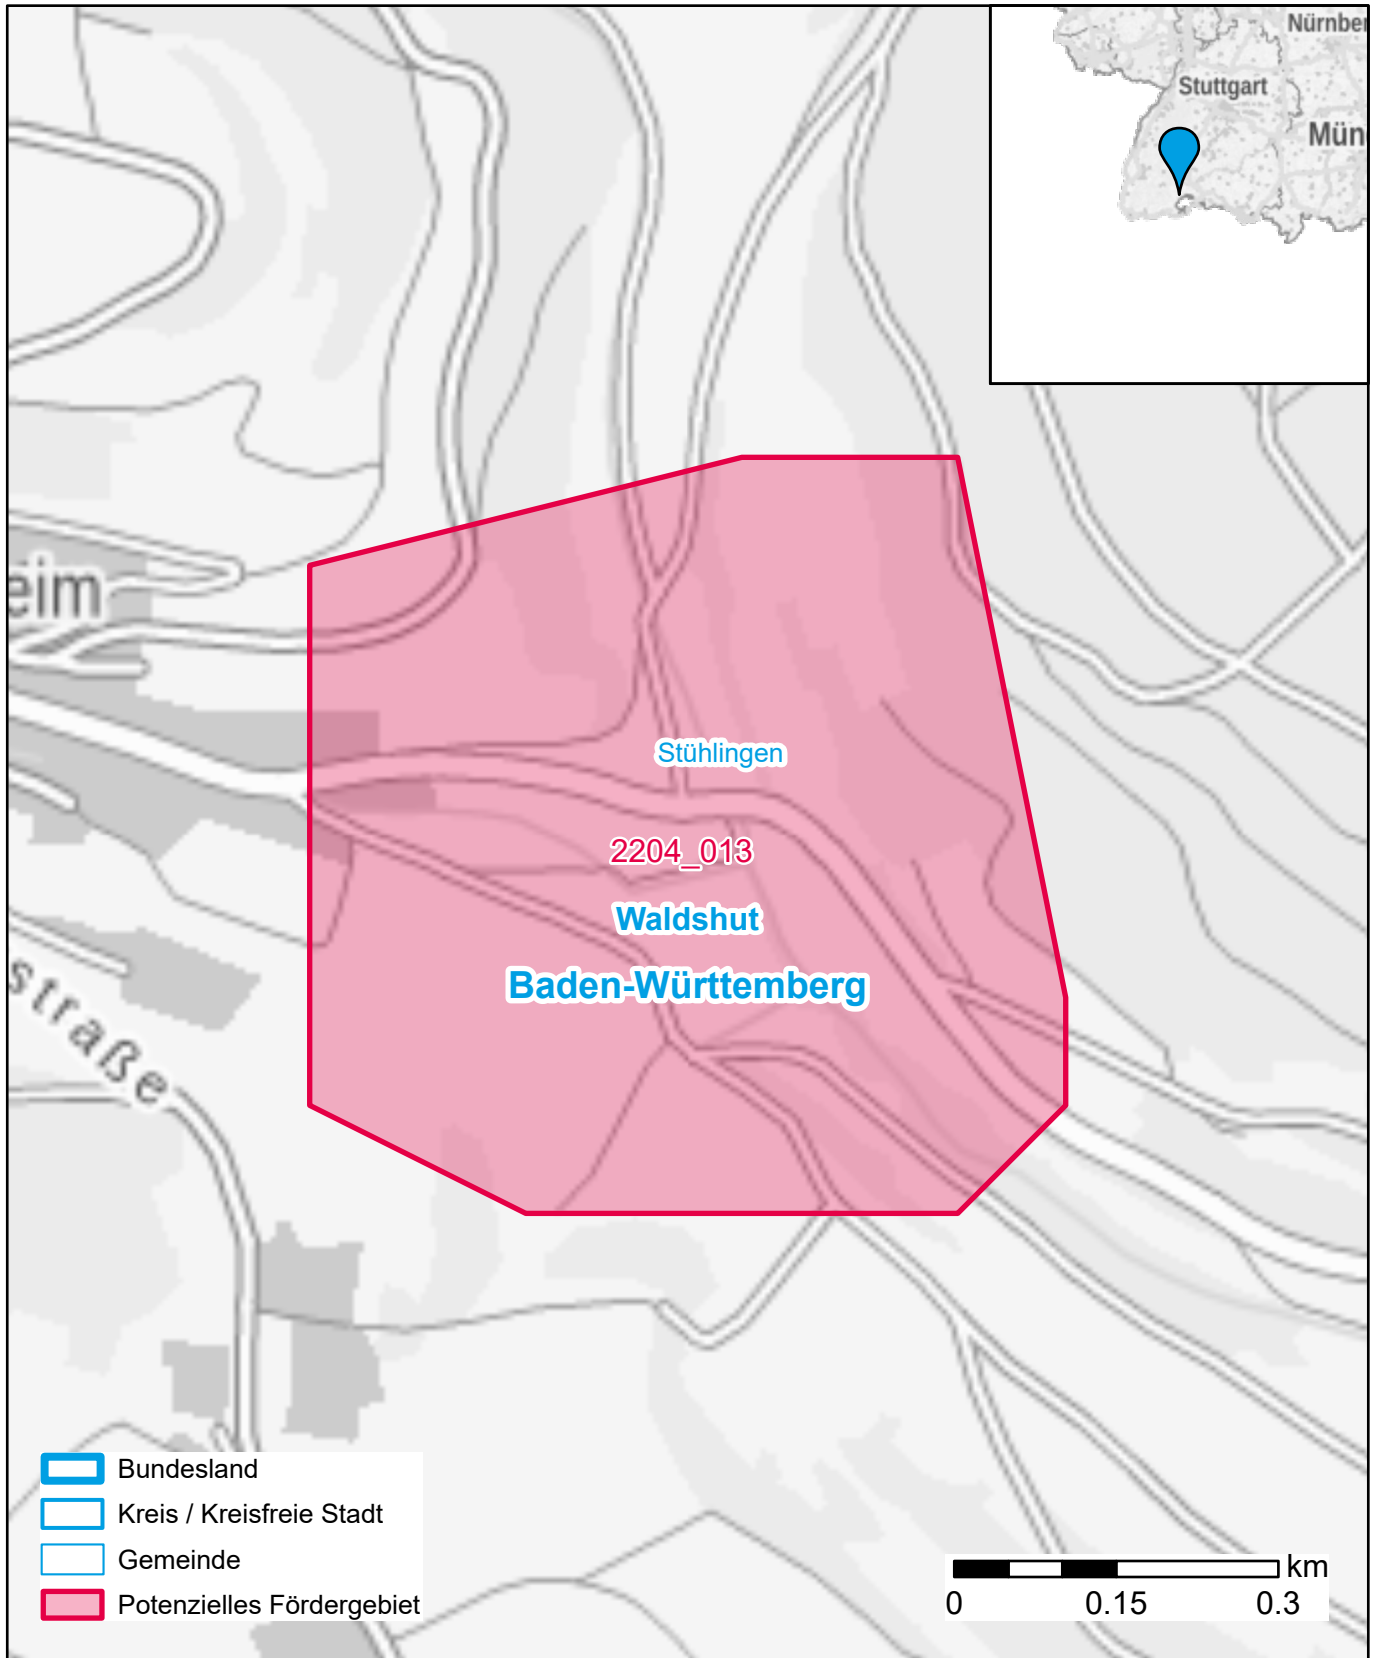 Nürnber
Stuttgart
Mün
eim
Stühlingen
2204_013
Waldshut
Baden-Württemberg
straße
Bundesland
Kreis / Kreisfreie Stadt
Gemeinde
Potenzielles Fördergebiet
km
0 0.15 0.3